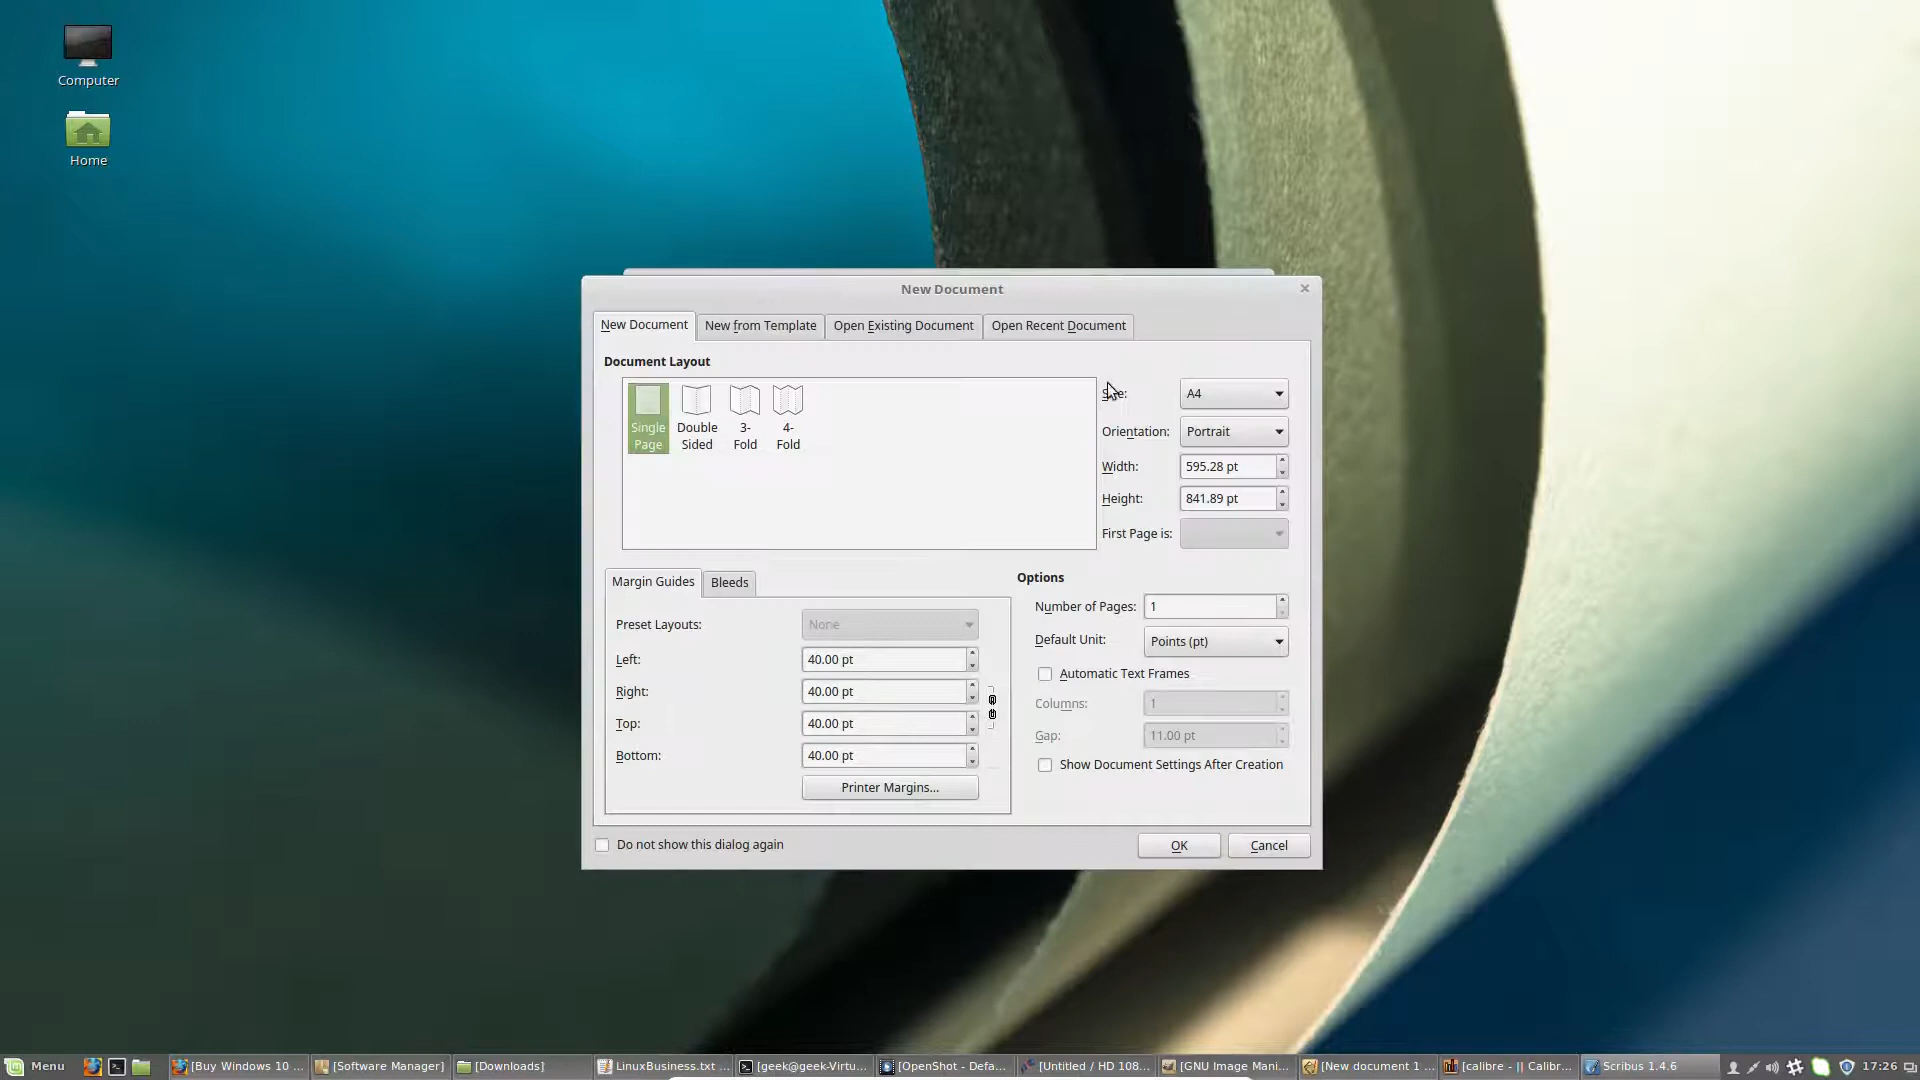 Computer
Home
New Document
New Document
New from Template
Open Existing Document
Open Recent Document
Document Layout
Single Page
Double Sided
3-Fold
4-Fold
Size: A4
Orientation: Portrait
Width: 595.28 pt
Height: 841.89 pt
First Page is:
Margin Guides
Bleeds
Preset Layouts: None
Left: 40.00 pt
Right: 40.00 pt
Top: 40.00 pt
Bottom: 40.00 pt
Printer Margins...
Options
Number of Pages: 1
Default Unit: Points (pt)
Automatic Text Frames
Columns: 1
Gap: 11.00 pt
Show Document Settings After Creation
Do not show this dialog again
OK
Cancel
Menu
[Buy Windows 10 ...
[Software Manager]
[Downloads]
LinuxBusiness.txt ...
[geek@geek-Virtu...
[OpenShot - Defa...
[Untitled / HD 108...
[GNU Image Mani...
[New document 1 ...
[calibre - || Calibr...
Scribus 1.4.6
17:26